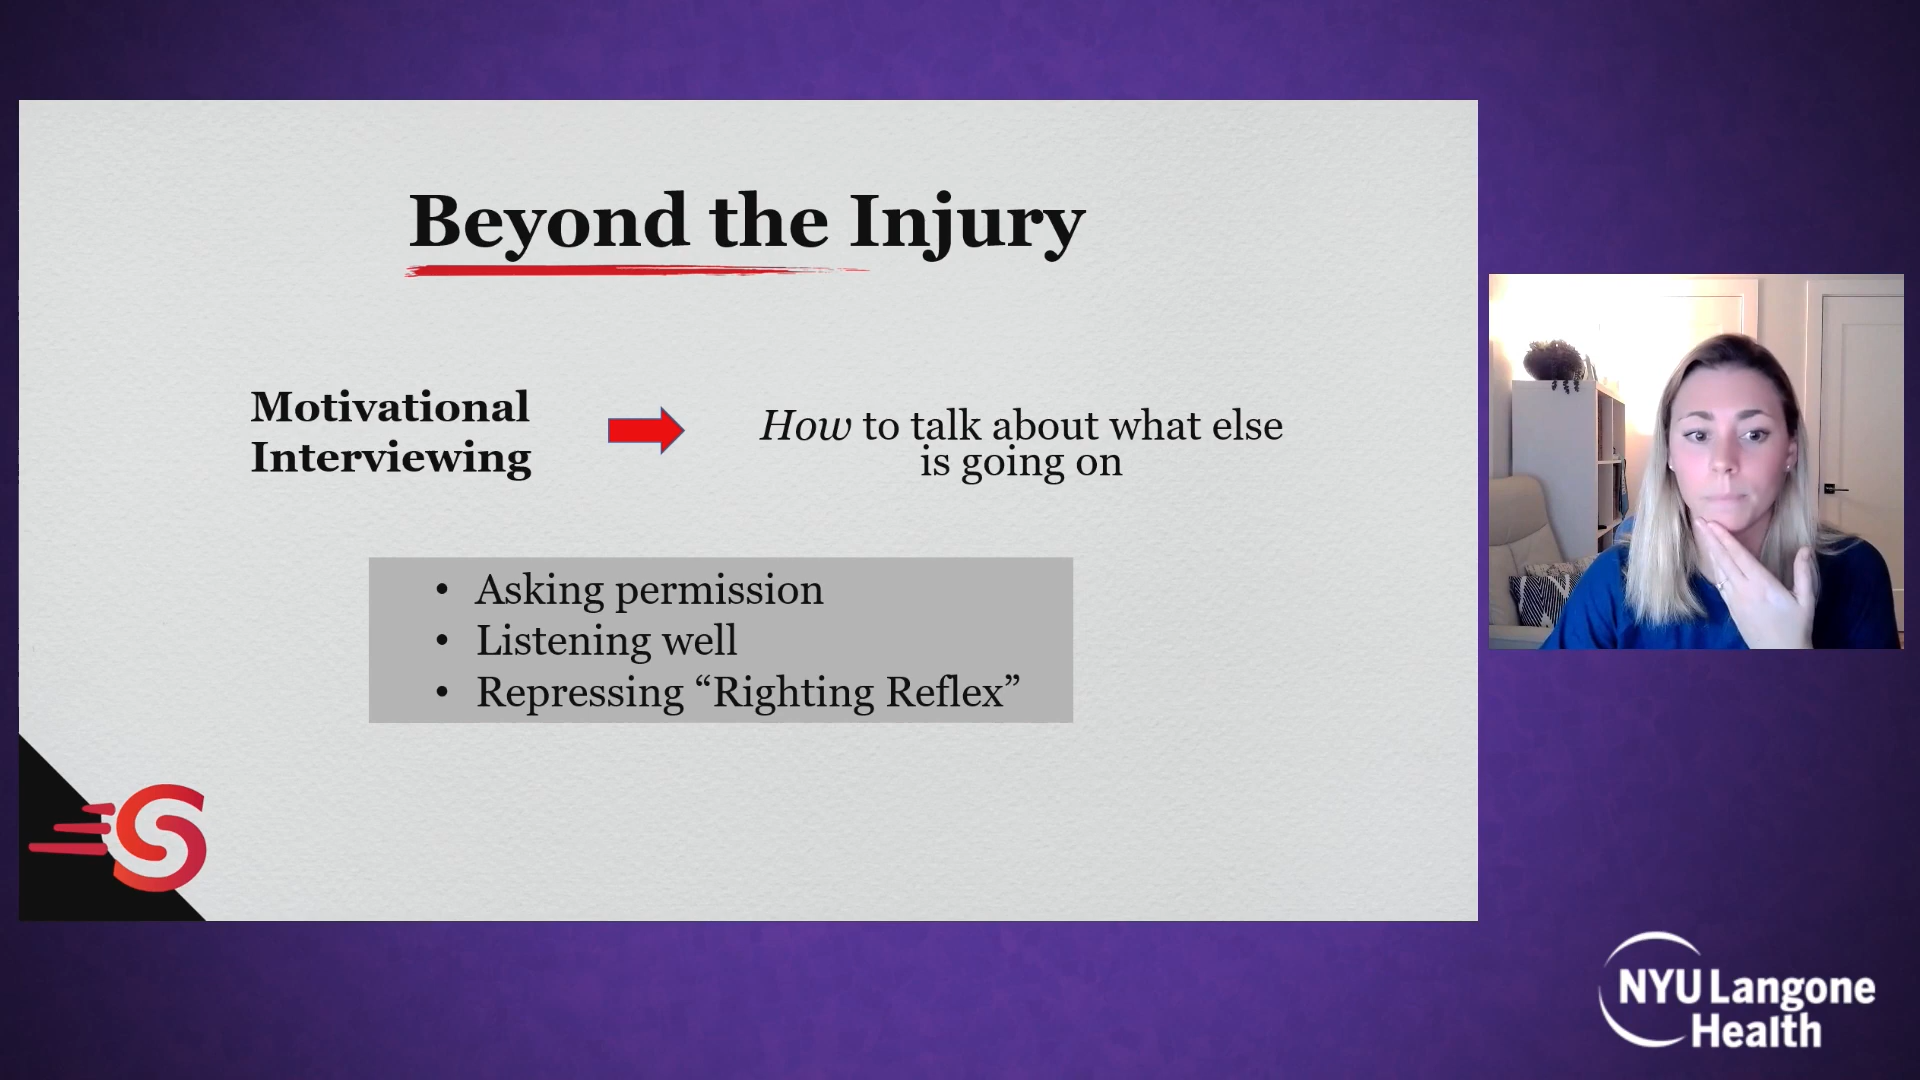 Beyond the Injury
Motivational
Interviewing
How to talk about what else
is going on
• Asking permission
• Listening well
• Repressing “Righting Reflex”
S
NYU Langone
Health